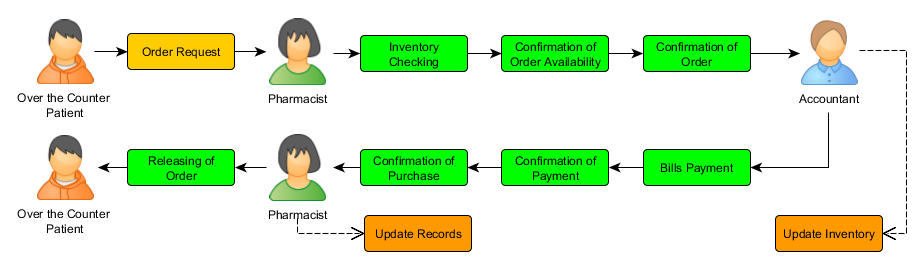 Order Request
Inventory
Checking
Confirmation of
Order Availability
Confirmation of
Order
Over the Counter
Patient
Pharmacist
Accountant
Releasing of
Order
Confirmation of
Purchase
Confirmation of
Payment
Bills Payment
Over the Counter
Patient
Pharmacist
Update Records
Update Inventory